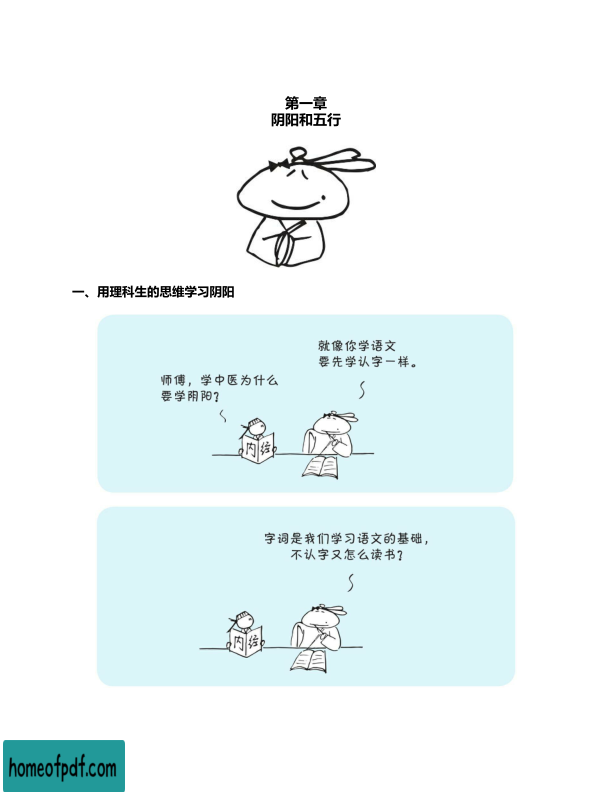 第一章
阴阳和五行
一、用理科生的思维学习阴阳
就像你学语文
要先学认字一样。
师傅，学中医为什么
要学阴阳？
内经
字词是我们学习语文的基础，
不认字又怎么读书？
内经
homeofpdf.com